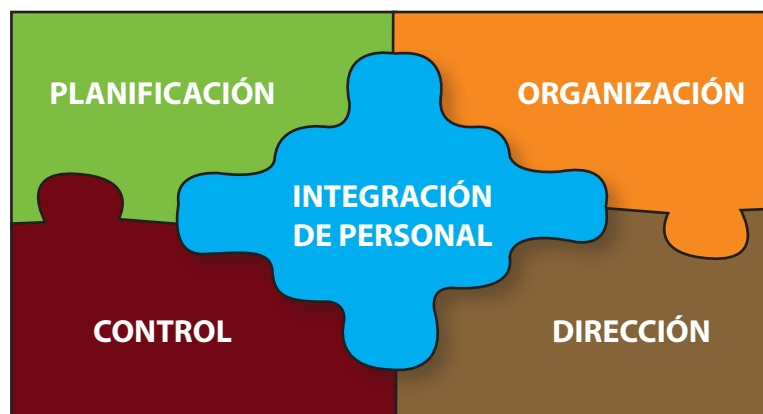 PLANIFICACIÓN
ORGANIZACIÓN
INTEGRACIÓN
DE PERSONAL
CONTROL
DIRECCIÓN